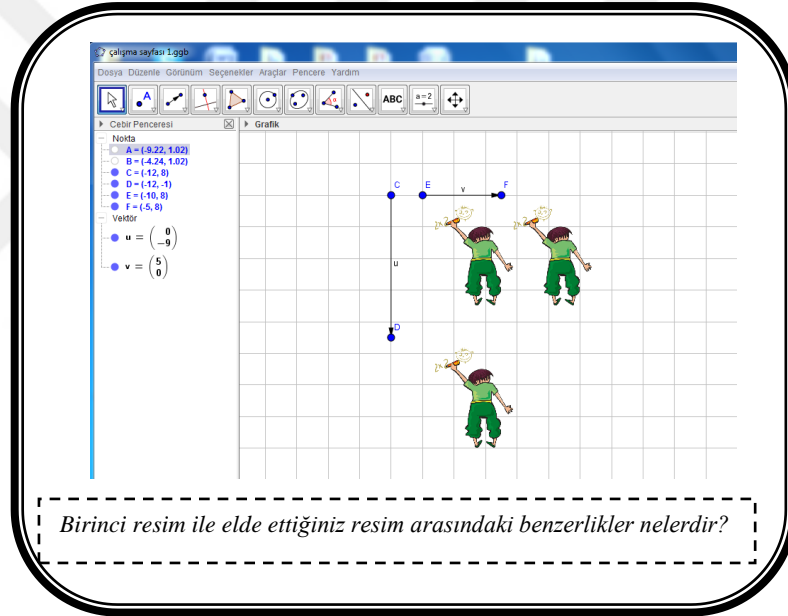 çalışma sayfası 1.ggb
Dosya Düzenle Görünüm Seçenekler Araçlar Pencere Yardım
A
ABC
a = 2
Cebir Penceresi
Grafik
Nokta
A = (-9.22, 1.02)
B = (-4.24, 1.02)
C = (-12, 8)
D = (-12, -1)
E = (-10, 8)
F = (-5, 8)
Vektör
u = ( 0 -9 )
v = ( 5 0 )
C
E
v
F
u
D
Birinci resim ile elde ettiğiniz resim arasındaki benzerlikler nelerdir?